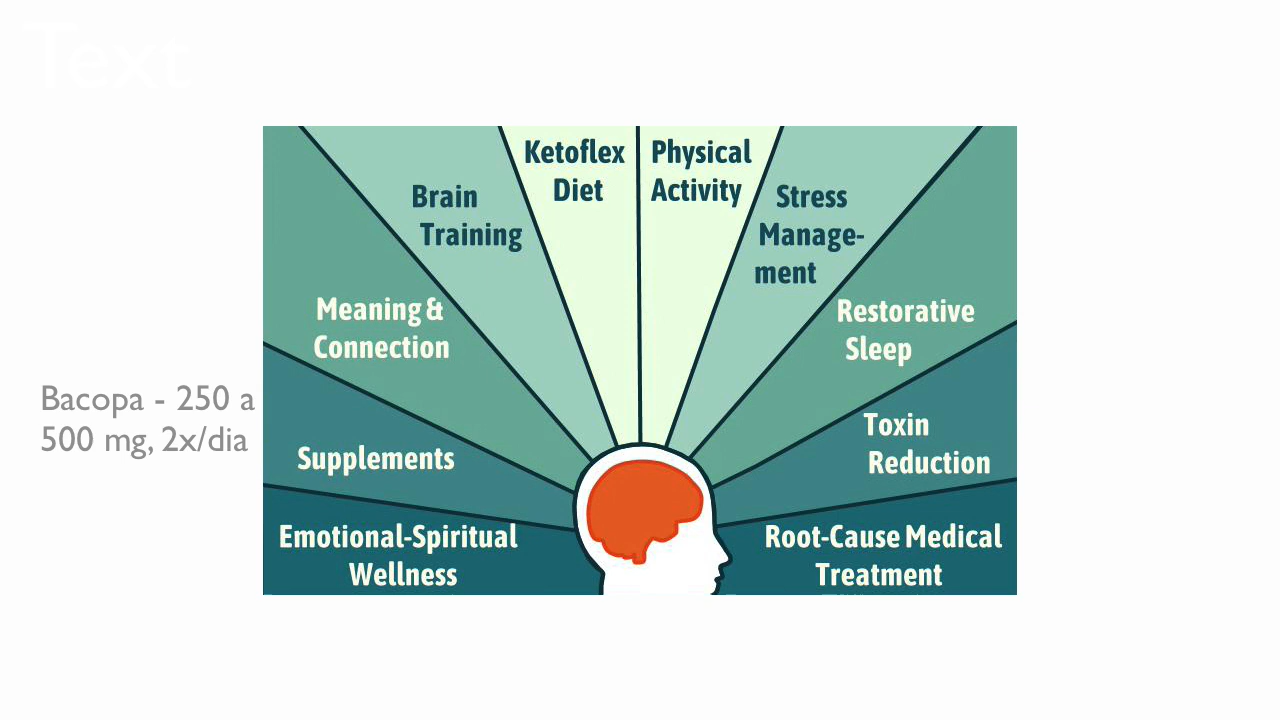 Text
Ketoflex
Diet
Physical
Activity
Brain
Training
Stress
Manage-
ment
Meaning &
Connection
Restorative
Sleep
Bacopa - 250 a
500 mg, 2x/dia
Supplements
Toxin
Reduction
Emotional-Spiritual
Wellness
Root-Cause Medical
Treatment